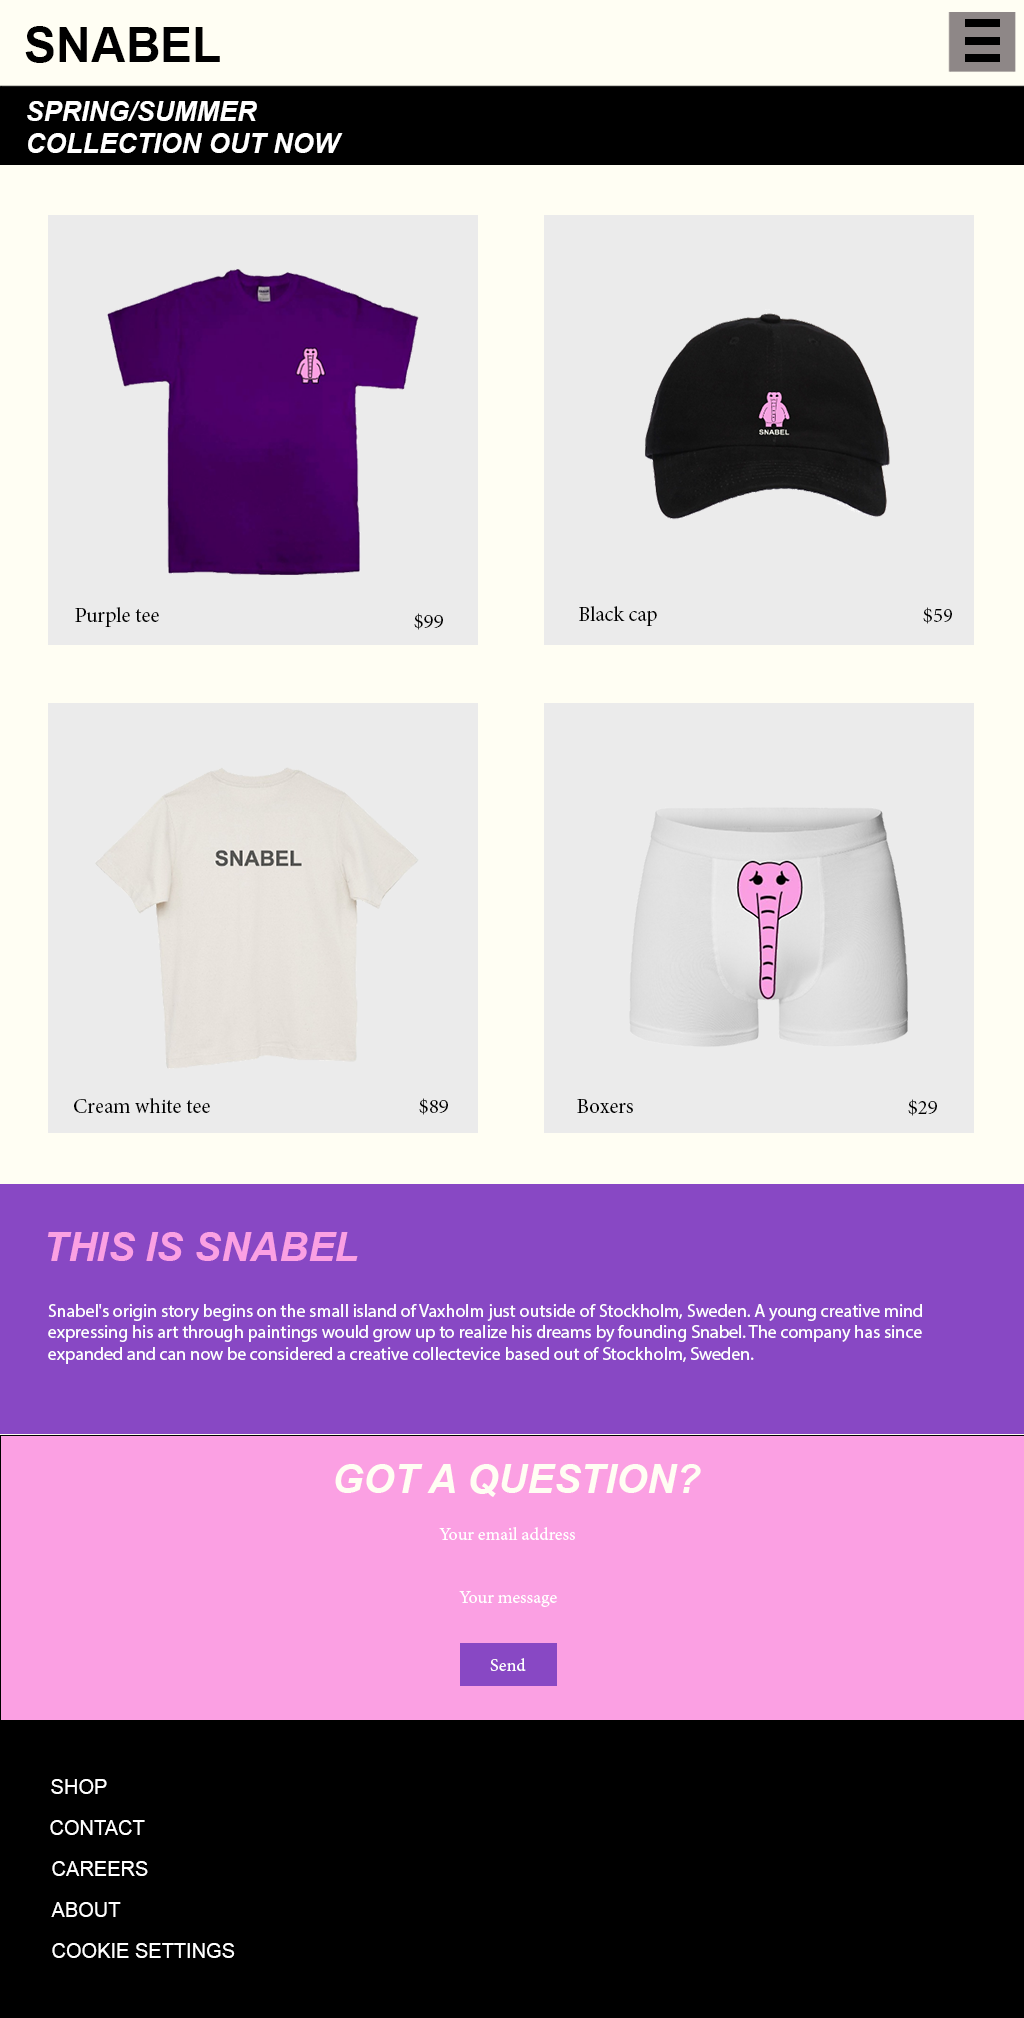 SNABEL
SPRING/SUMMER
COLLECTION OUT NOW
SNABEL
Purple tee
$99
Black cap
$59
SNABEL
Cream white tee
$89
Boxers
$29
THIS IS SNABEL
Snabel's origin story begins on the small island of Vaxholm just outside of Stockholm, Sweden. A young creative mind
expressing his art through paintings would grow up to realize his dreams by founding Snabel. The company has since
expanded and can now be considered a creative collectevice based out of Stockholm, Sweden.
GOT A QUESTION?
Your email address
Your message
Send
SHOP
CONTACT
CAREERS
ABOUT
COOKIE SETTINGS